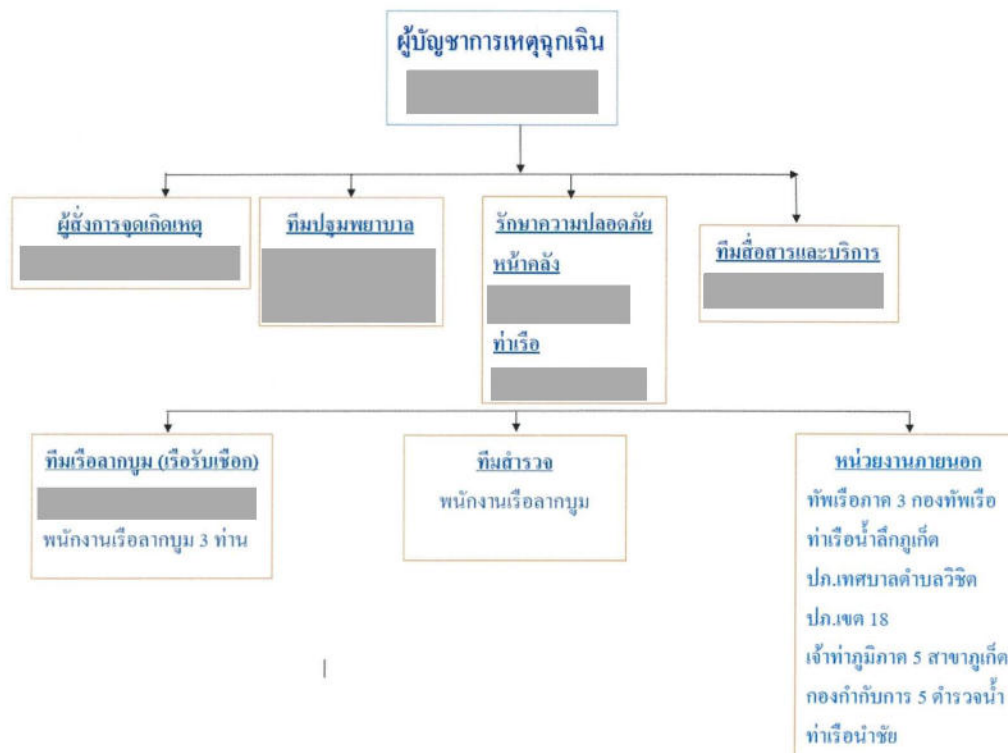 ผู้บัญชาการเหตุฉุกเฉิน
ผู้สั่งการจุดเกิดเหตุ
ทีมปฐมพยาบาล
รักษาความปลอดภัย
หน้าคลัง
ท่าเรือ
ทีมสื่อสารและบริการ
ทีมเรือลากบูม (เรือรับเชือก)
พนักงานเรือลากบูม 3 ท่าน
ทีมสำรวจ
พนักงานเรือลากบูม
หน่วยงานภายนอก
ทัพเรือภาค 3 กองทัพเรือ
ท่าเรือน้ำลึกภูเก็ต
ปภ.เทศบาลตำบลวิชิต
ปภ.เขต 18
เจ้าท่าภูมิภาค 5 สาขาภูเก็ต
กองกำกับการ 5 ตำรวจน้ำ
ท่าเรือนำชัย